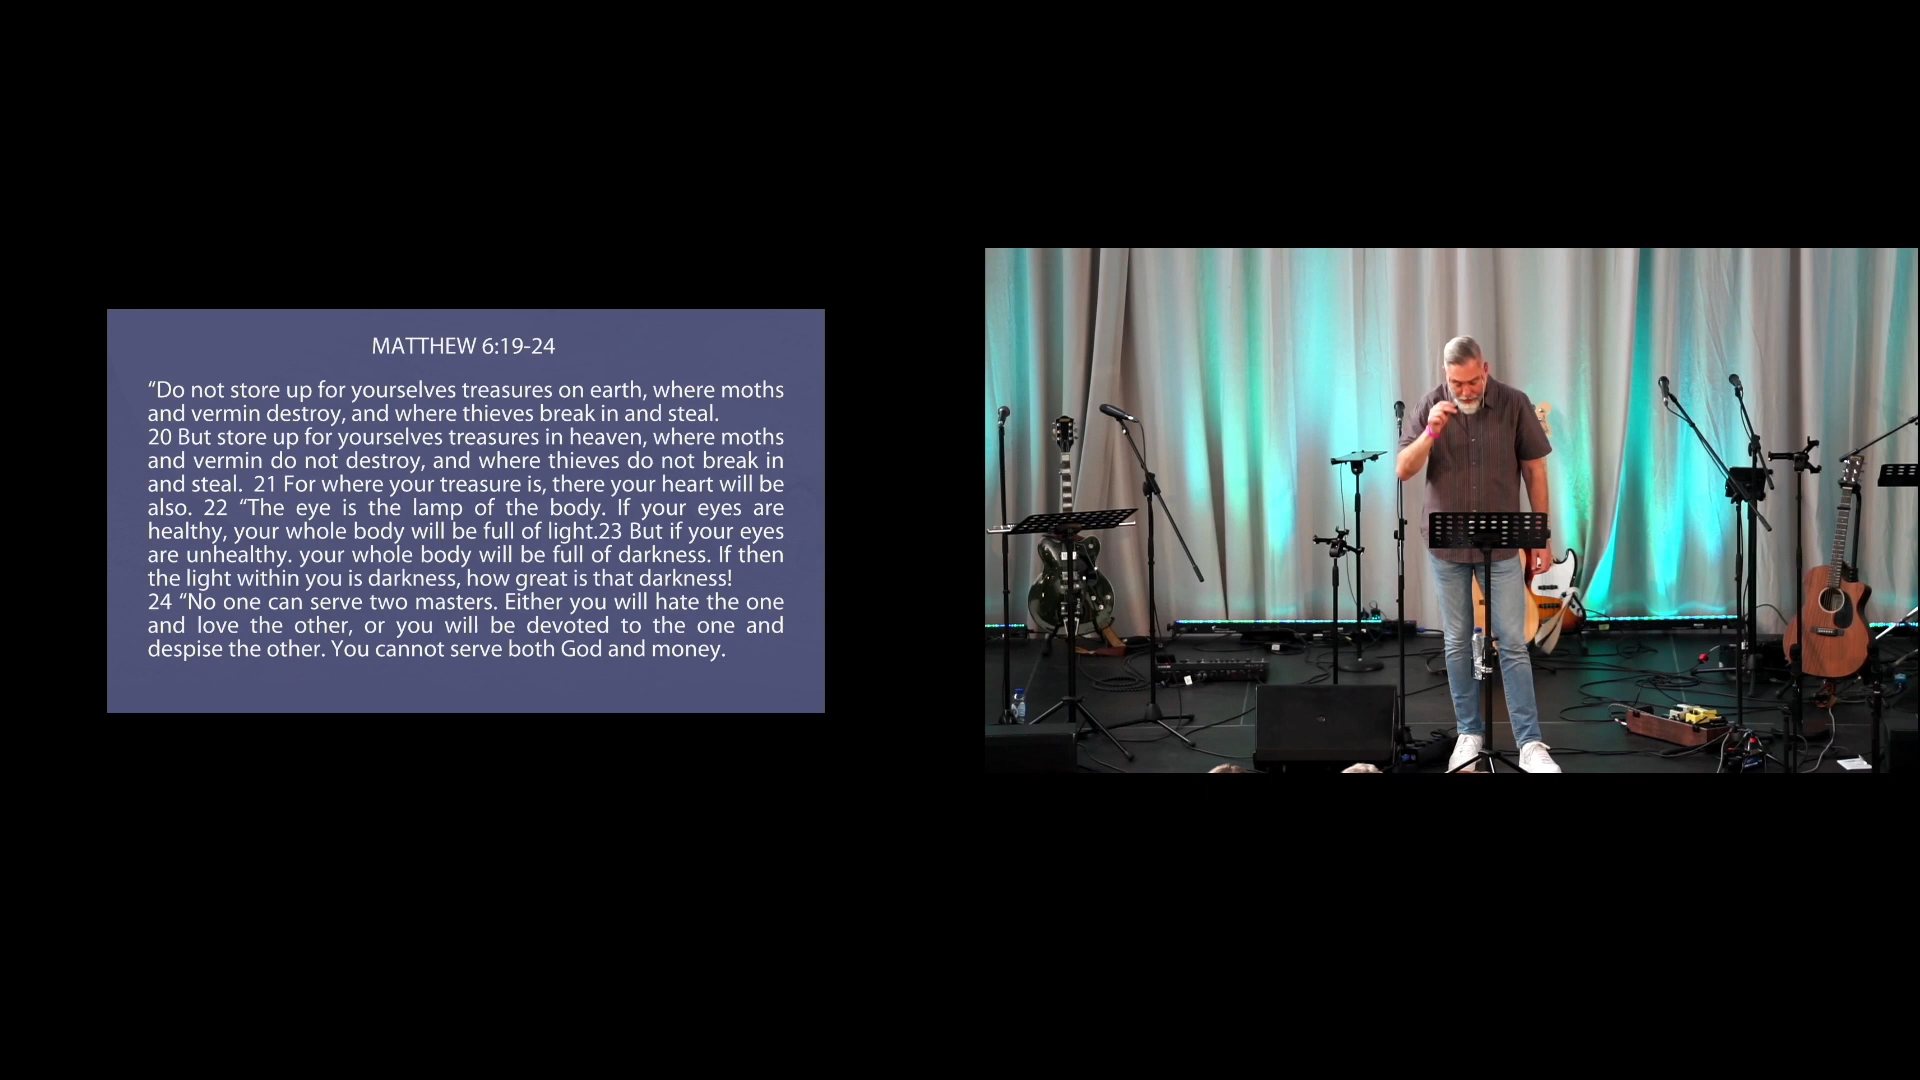 MATTHEW 6:19-24
“Do not store up for yourselves treasures on earth, where moths
and vermin destroy, and where thieves break in and steal.
20 But store up for yourselves treasures in heaven, where moths
and vermin do not destroy, and where thieves do not break in
and steal.  21 For where your treasure is, there your heart will be
also. 22 “The eye is the lamp of the body. If your eyes are
healthy, your whole body will be full of light.23 But if your eyes
are unhealthy. your whole body will be full of darkness. If then
the light within you is darkness, how great is that darkness!
24 “No one can serve two masters. Either you will hate the one
and love the other, or you will be devoted to the one and
despise the other. You cannot serve both God and money.